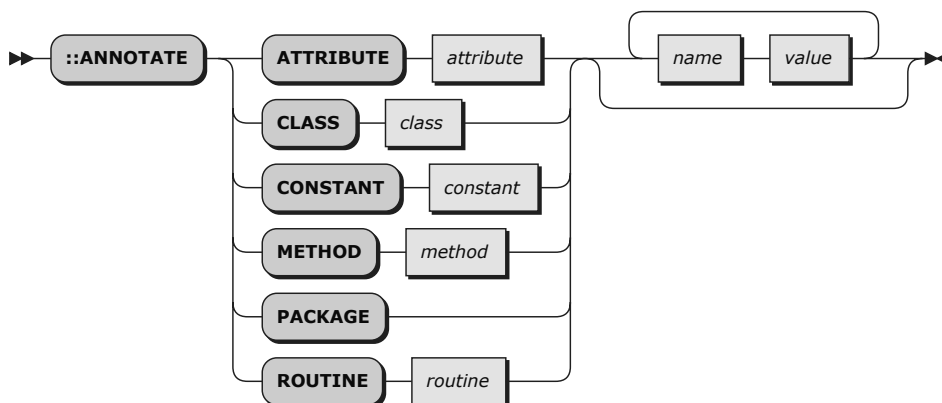 ::ANNOTATE ATTRIBUTE attribute name value
CLASS class
CONSTANT constant
METHOD method
PACKAGE
ROUTINE routine